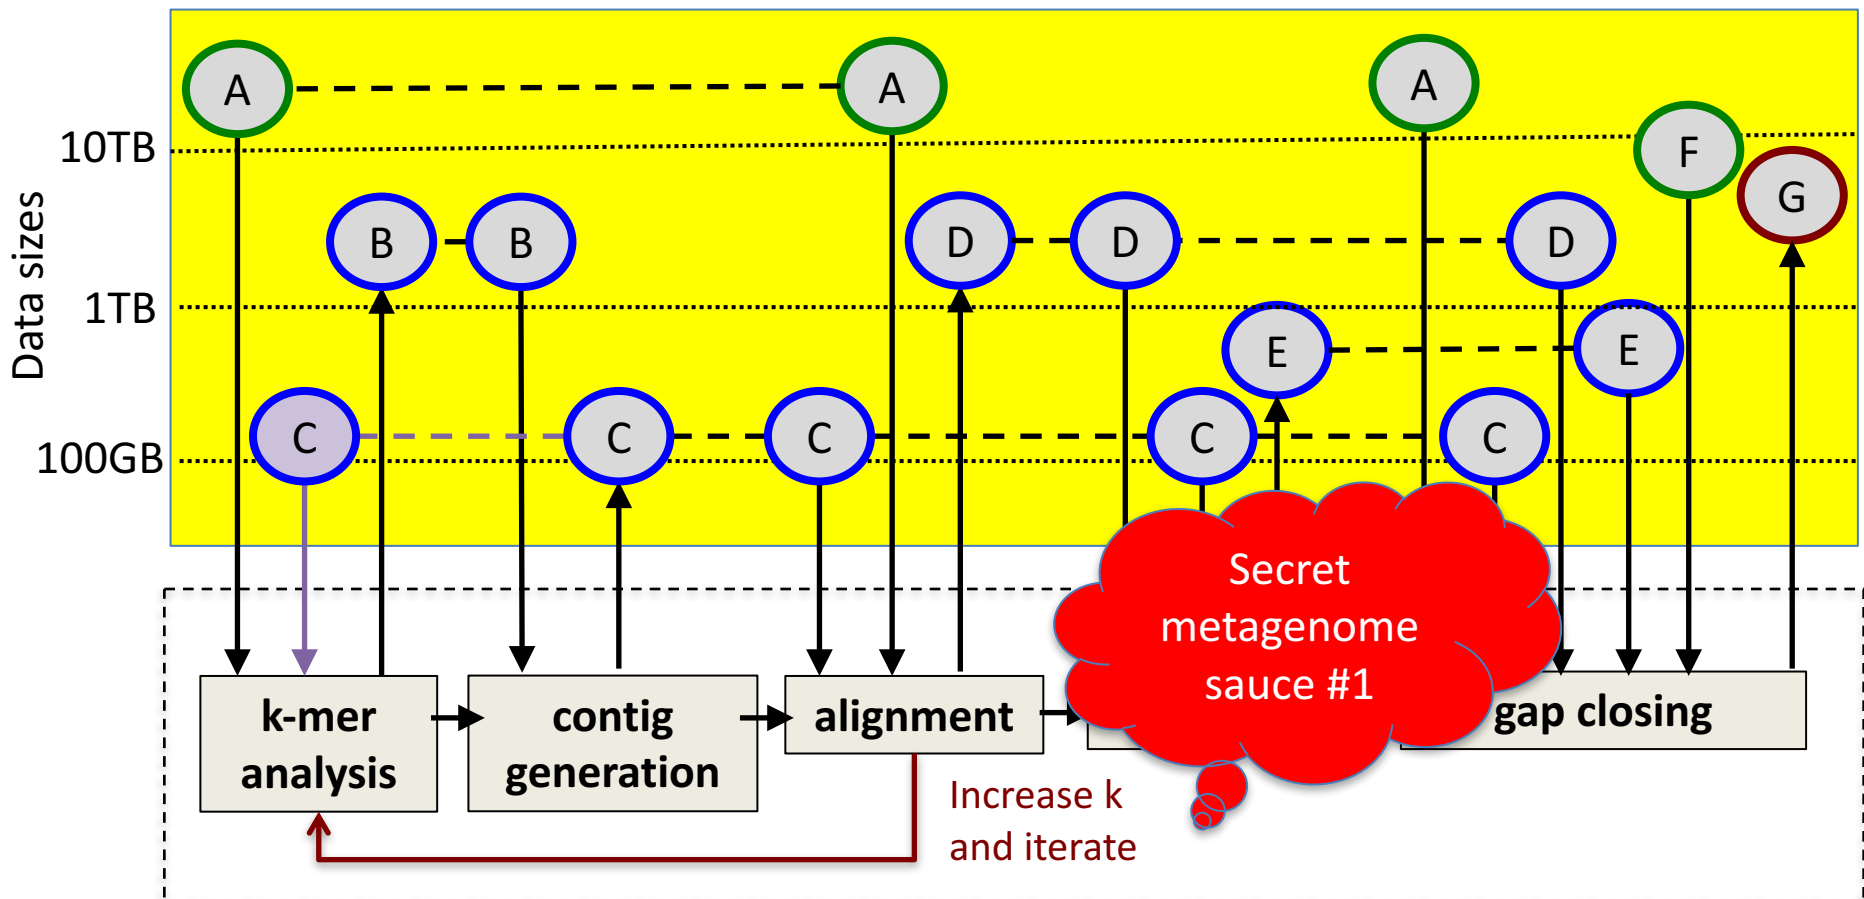 A
A
A
10TB
F
G
Data sizes
B
B
D
D
D
1TB
E
E
C
C
C
C
C
100GB
Secret
metagenome
sauce #1
k-mer
analysis
contig
generation
alignment
gap closing
Increase k
and iterate